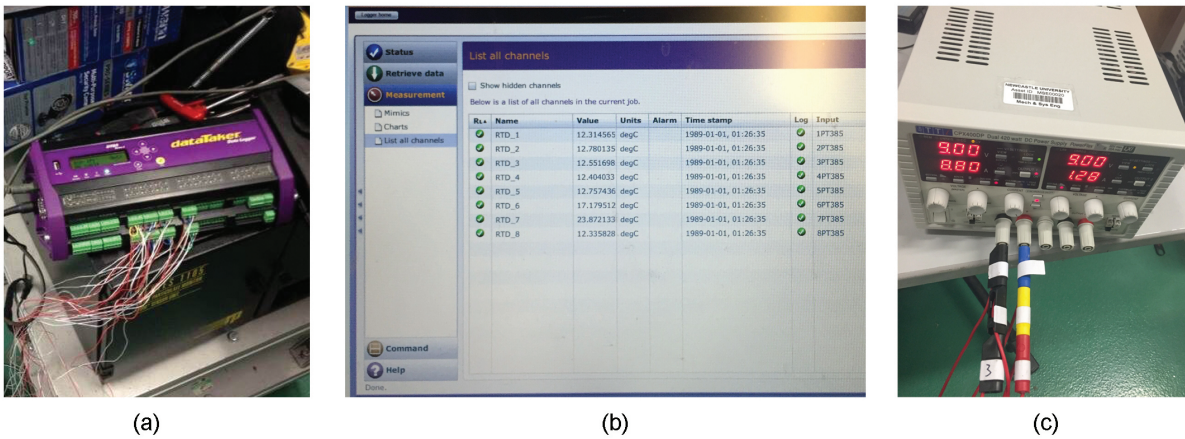 dataTaker
Logger home
Status
Retrieve data
Measurement
Mimics
Charts
List all channels
Command
Help
Done.
List all channels
Show hidden channels
Below is a list of all channels in the current job.
RL▲ Name Value Units Alarm Time stamp Log Input
RTD_1 12.314565 degC 1989-01-01, 01:26:35 1PT385
RTD_2 12.780135 degC 1989-01-01, 01:26:35 2PT385
RTD_3 12.551698 degC 1989-01-01, 01:26:35 3PT385
RTD_4 12.404033 degC 1989-01-01, 01:26:35 4PT385
RTD_5 12.757436 degC 1989-01-01, 01:26:35 5PT385
RTD_6 17.179512 degC 1989-01-01, 01:26:35 6PT385
RTD_7 23.872133 degC 1989-01-01, 01:26:35 7PT385
RTD_8 12.335828 degC 1989-01-01, 01:26:35 8PT385
NEWCASTLE UNIVERSITY
Mech & Sys Eng
9.00
8.80
9.00
1.28
3
(a) (b) (c)